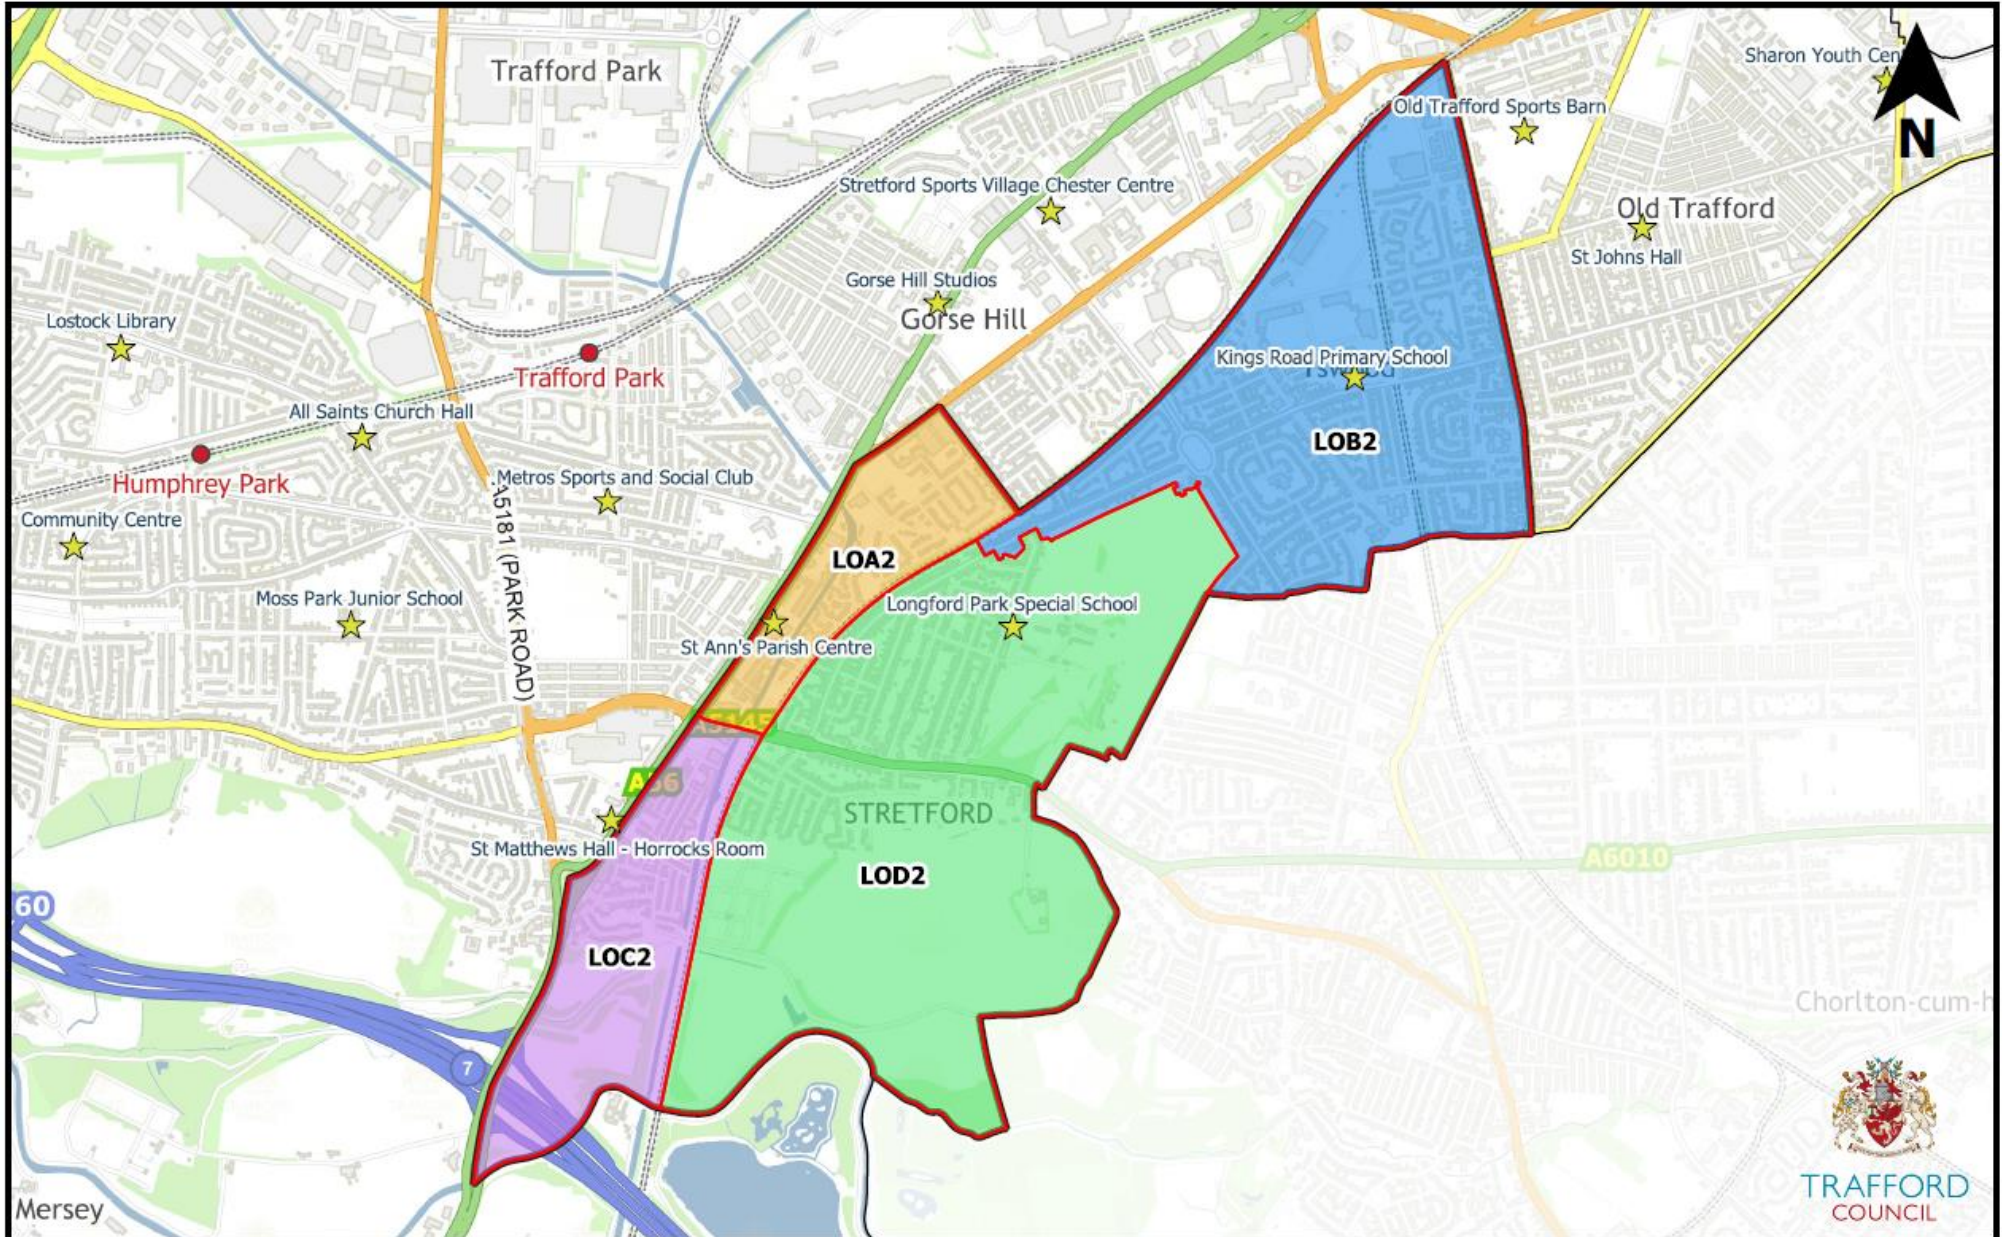 Trafford Park
Sharon Youth Cen
Old Trafford Sports Barn
N
Stretford Sports Village Chester Centre
Old Trafford
St Johns Hall
Gorse Hill Studios
Gorse Hill
Lostock Library
Trafford Park
Kings Road Primary School
All Saints Church Hall
LOB2
Humphrey Park
Metros Sports and Social Club
A5181 (PARK ROAD)
Community Centre
LOA2
Moss Park Junior School
Longford Park Special School
St Ann's Parish Centre
A56
STRETFORD
St Matthews Hall - Horrocks Room
A6010
LOD2
60
LOC2
Chorlton-cum-h
7
Mersey
TRAFFORD
COUNCIL